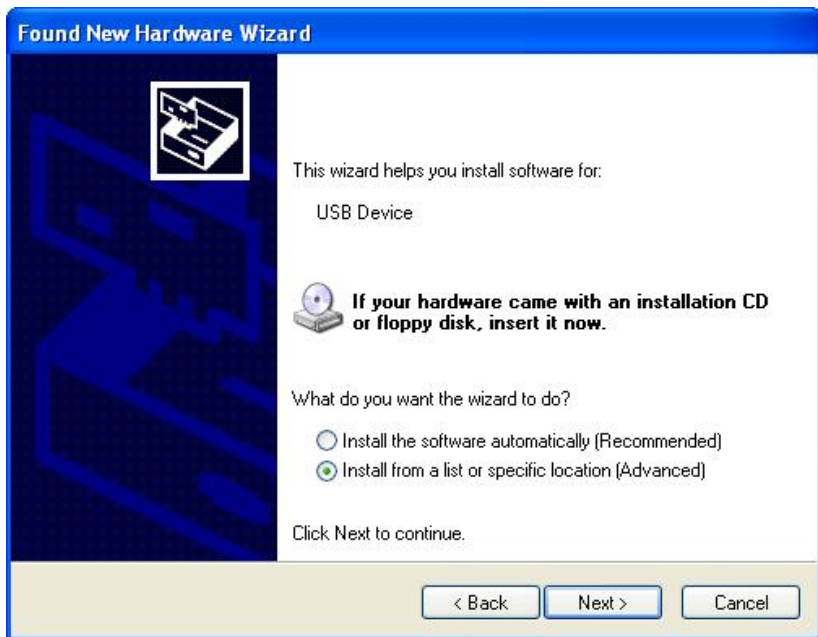 Found New Hardware Wizard
This wizard helps you install software for:
USB Device
If your hardware came with an installation CD
or floppy disk, insert it now.
What do you want the wizard to do?
Install the software automatically (Recommended)
Install from a list or specific location (Advanced)
Click Next to continue.
< Back Next > Cancel